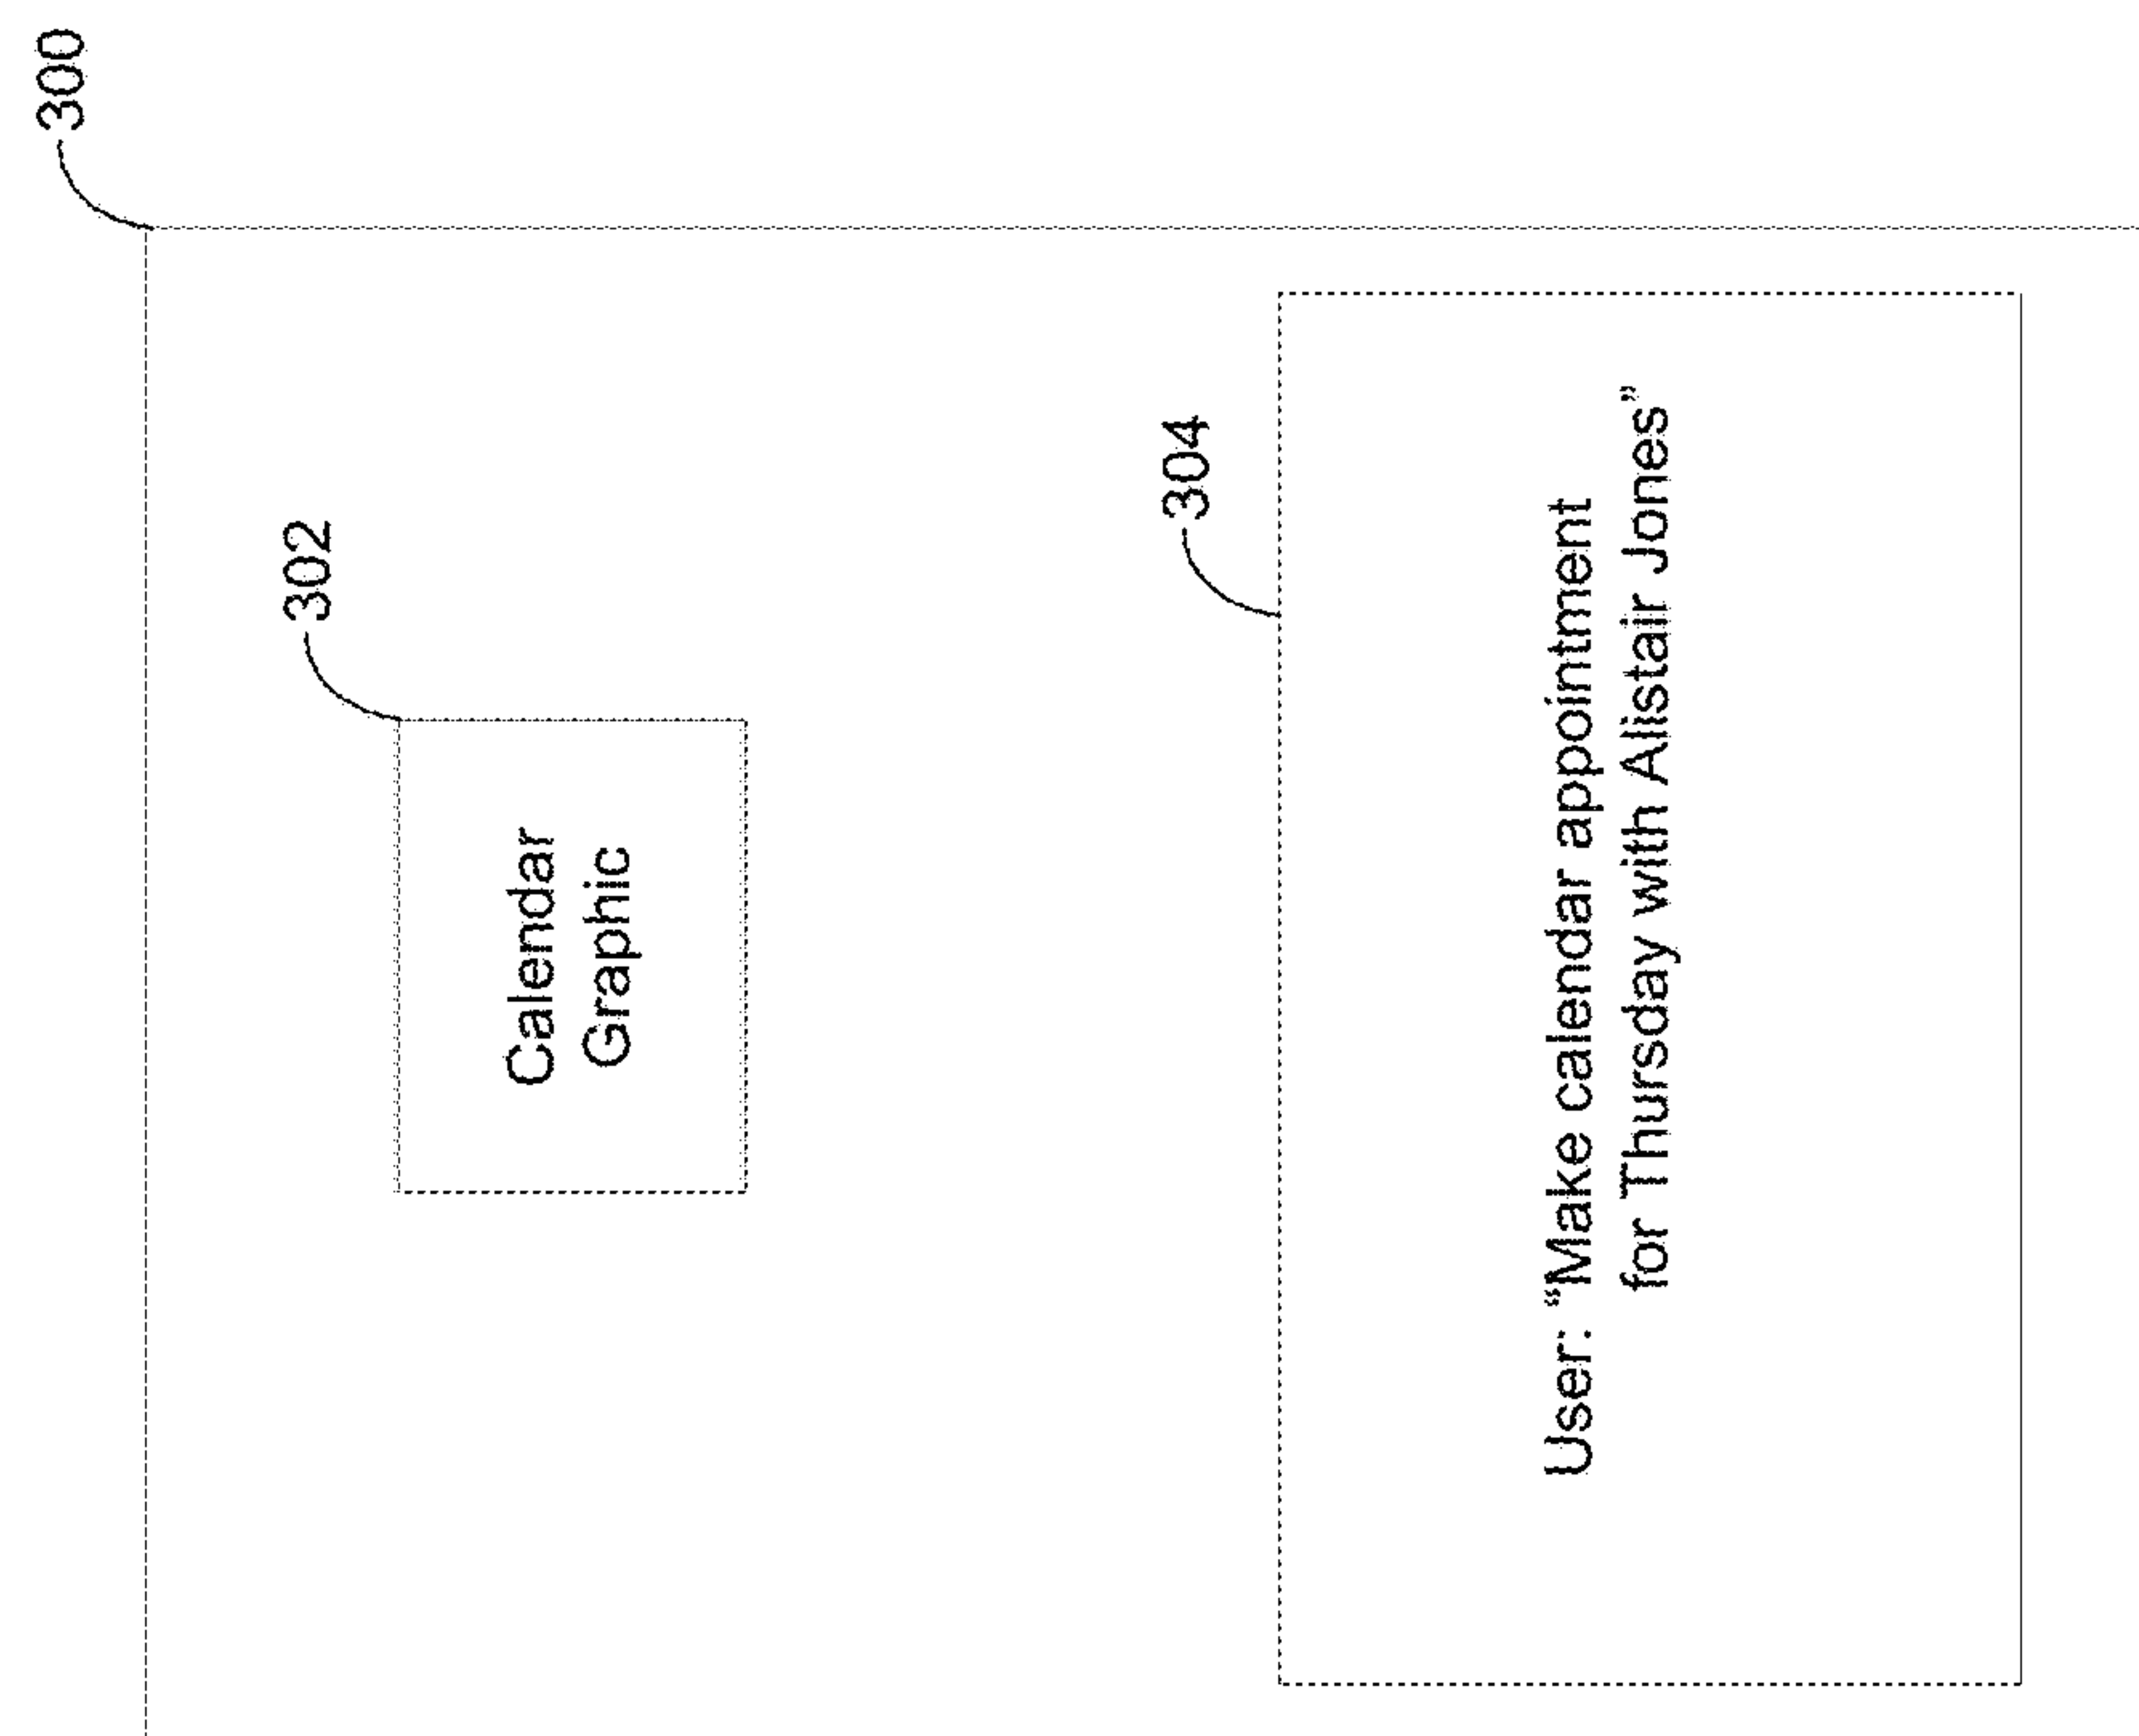 300
302
Calendar
Graphic
304
User: “Make calendar appointment
for Thursday with Alistair Jones”